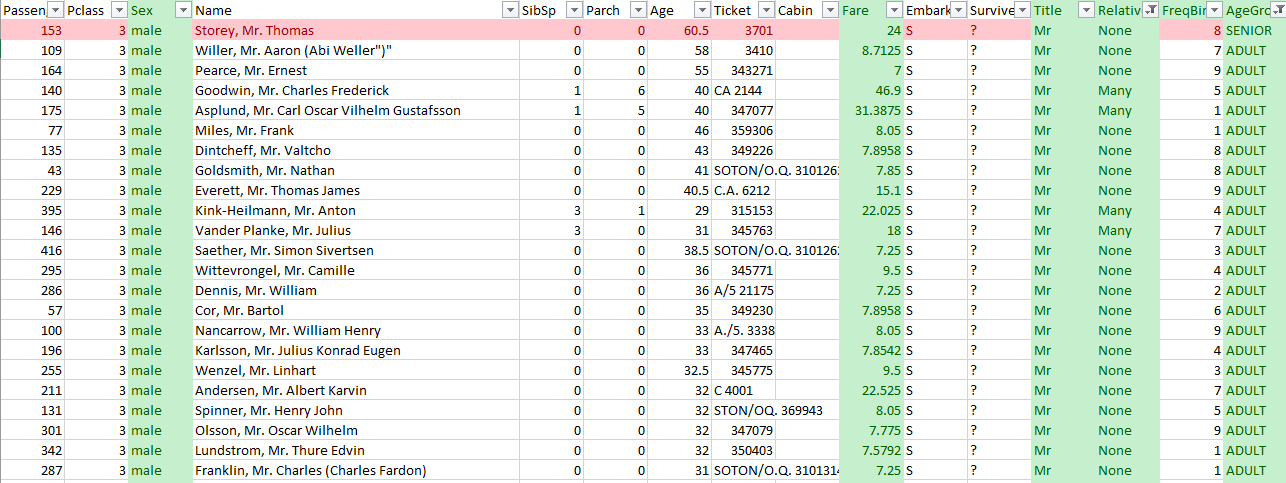 Passen Pclass Sex Name SibSp Parch Age Ticket Cabin Fare Embark Survive Title Relativ FreqBin AgeGro
153 3 male Storey, Mr. Thomas 0 0 60.5 3701 24 S ? Mr None 8 SENIOR
109 3 male Willer, Mr. Aaron (Abi Weller")" 0 0 58 3410 8.7125 S ? Mr None 7 ADULT
164 3 male Pearce, Mr. Ernest 0 0 55 343271 7 S ? Mr None 9 ADULT
140 3 male Goodwin, Mr. Charles Frederick 1 6 40 CA 2144 46.9 S ? Mr Many 5 ADULT
175 3 male Asplund, Mr. Carl Oscar Vilhelm Gustafsson 1 5 40 347077 31.3875 S ? Mr Many 1 ADULT
77 3 male Miles, Mr. Frank 0 0 46 359306 8.05 S ? Mr None 1 ADULT
135 3 male Dintcheff, Mr. Valtcho 0 0 43 349226 7.8958 S ? Mr None 8 ADULT
43 3 male Goldsmith, Mr. Nathan 0 0 41 SOTON/O.Q. 310126 7.85 S ? Mr None 8 ADULT
229 3 male Everett, Mr. Thomas James 0 0 40.5 C.A. 6212 15.1 S ? Mr None 9 ADULT
395 3 male Kink-Heilmann, Mr. Anton 3 1 29 315153 22.025 S ? Mr Many 4 ADULT
146 3 male Vander Planke, Mr. Julius 3 0 31 345763 18 S ? Mr Many 7 ADULT
416 3 male Saether, Mr. Simon Sivertsen 0 0 38.5 SOTON/O.Q. 310126 7.25 S ? Mr None 3 ADULT
295 3 male Wittevrongel, Mr. Camille 0 0 36 345771 9.5 S ? Mr None 4 ADULT
286 3 male Dennis, Mr. William 0 0 36 A/5 21175 7.25 S ? Mr None 2 ADULT
57 3 male Cor, Mr. Bartol 0 0 35 349230 7.8958 S ? Mr None 6 ADULT
100 3 male Nancarrow, Mr. William Henry 0 0 33 A./5. 3338 8.05 S ? Mr None 9 ADULT
196 3 male Karlsson, Mr. Julius Konrad Eugen 0 0 33 347465 7.8542 S ? Mr None 4 ADULT
255 3 male Wenzel, Mr. Linhart 0 0 32.5 345775 9.5 S ? Mr None 3 ADULT
211 3 male Andersen, Mr. Albert Karvin 0 0 32 C 4001 22.525 S ? Mr None 7 ADULT
131 3 male Spinner, Mr. Henry John 0 0 32 STON/OQ. 369943 8.05 S ? Mr None 5 ADULT
301 3 male Olsson, Mr. Oscar Wilhelm 0 0 32 347079 7.775 S ? Mr None 9 ADULT
342 3 male Lundstrom, Mr. Thure Edvin 0 0 32 350403 7.5792 S ? Mr None 1 ADULT
287 3 male Franklin, Mr. Charles (Charles Fardon) 0 0 31 SOTON/O.Q. 310131 7.25 S ? Mr None 1 ADULT